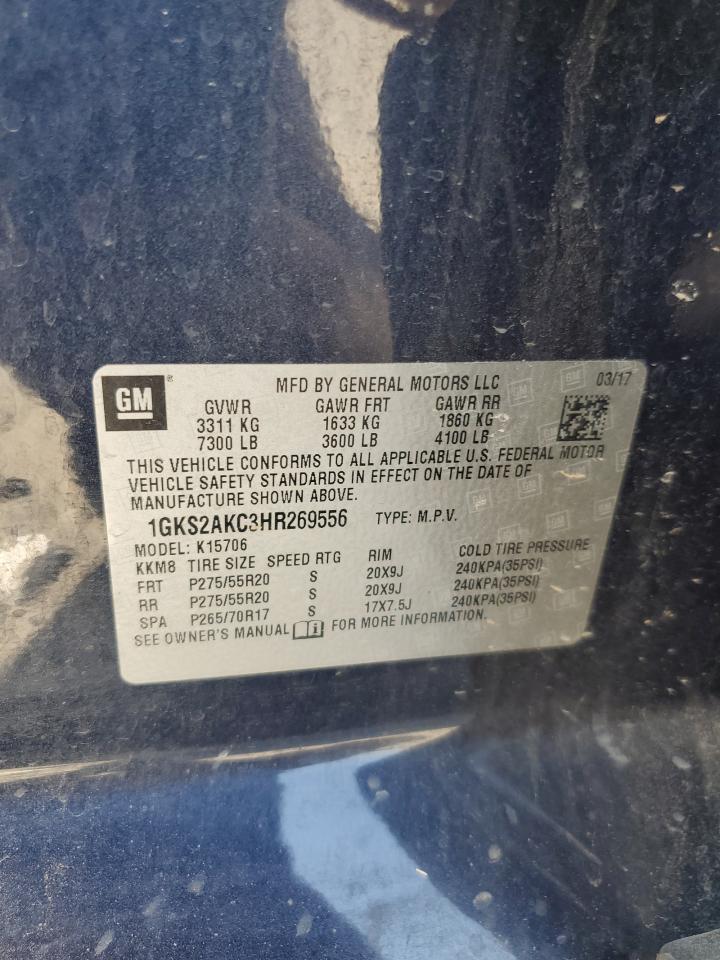 GM ® MFD BY GENERAL MOTORS LLC 03/17
GVWR GAWR FRT GAWR RR
3311 KG 1633 KG 1860 KG
7300 LB 3600 LB 4100 LB
THIS VEHICLE CONFORMS TO ALL APPLICABLE U.S. FEDERAL MOTOR
VEHICLE SAFETY STANDARDS IN EFFECT ON THE DATE OF
MANUFACTURE SHOWN ABOVE.
1GKS2AKC3HR269556 TYPE: M.P.V.
MODEL: K15706
KKM8 TIRE SIZE SPEED RTG RIM COLD TIRE PRESSURE
FRT P275/55R20 S 20X9J 240KPA(35PSI)
RR P275/55R20 S 20X9J 240KPA(35PSI)
SPA P265/70R17 S 17X7.5J 240KPA(35PSI)
SEE OWNER'S MANUAL i FOR MORE INFORMATION.